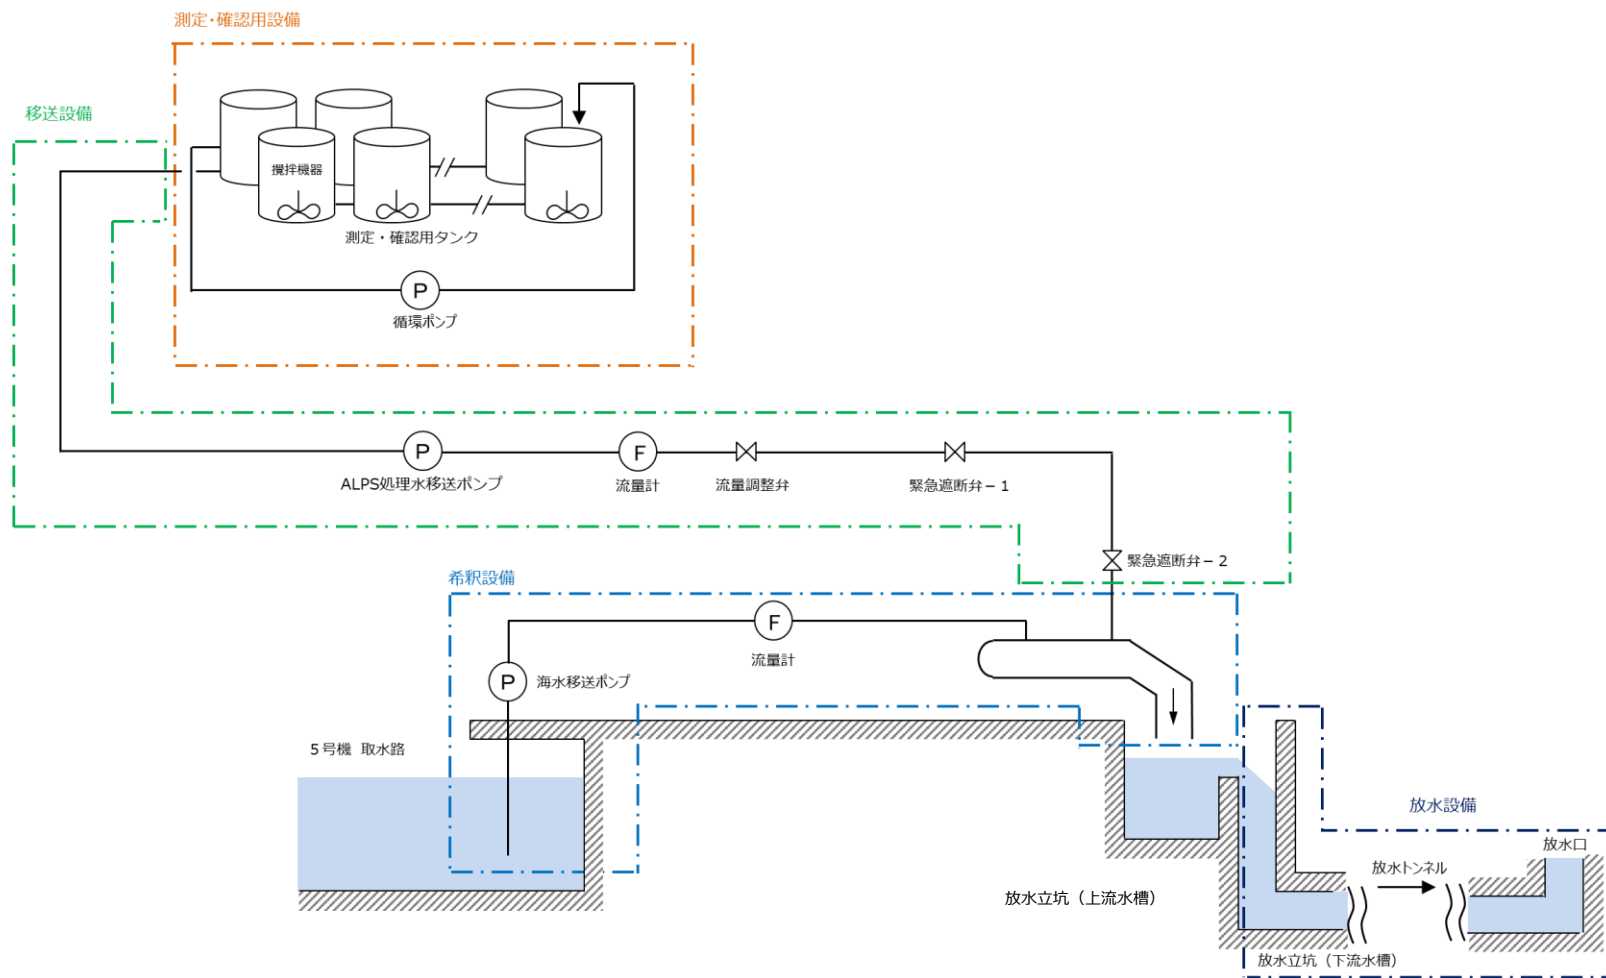 測定・確認用設備
移送設備
攪拌機器
測定・確認用タンク
P
循環ポンプ
P
F
ALPS処理水移送ポンプ
流量計
流量調整弁
緊急遮断弁－1
緊急遮断弁－2
希釈設備
F
流量計
P
海水移送ポンプ
5号機 取水路
放水設備
放水口
放水トンネル
放水立坑（上流水槽）
放水立坑（下流水槽）